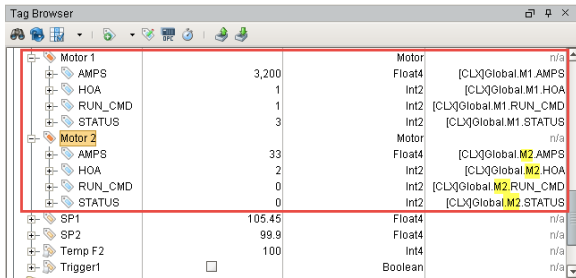 Tag Browser
Motor 1 Motor n/a
AMPS 3,200 Float4 [CLX]Global.M1.AMPS
HOA 1 Int2 [CLX]Global.M1.HOA
RUN_CMD 1 Int2 [CLX]Global.M1.RUN_CMD
STATUS 3 Int2 [CLX]Global.M1.STATUS
Motor 2 Motor n/a
AMPS 33 Float4 [CLX]Global.M2.AMPS
HOA 2 Int2 [CLX]Global.M2.HOA
RUN_CMD 0 Int2 [CLX]Global.M2.RUN_CMD
STATUS 0 Int2 [CLX]Global.M2.STATUS
SP1 105.45 Float4 n/a
SP2 99.9 Float4 n/a
Temp F2 100 Int4 n/a
Trigger1 Boolean n/a